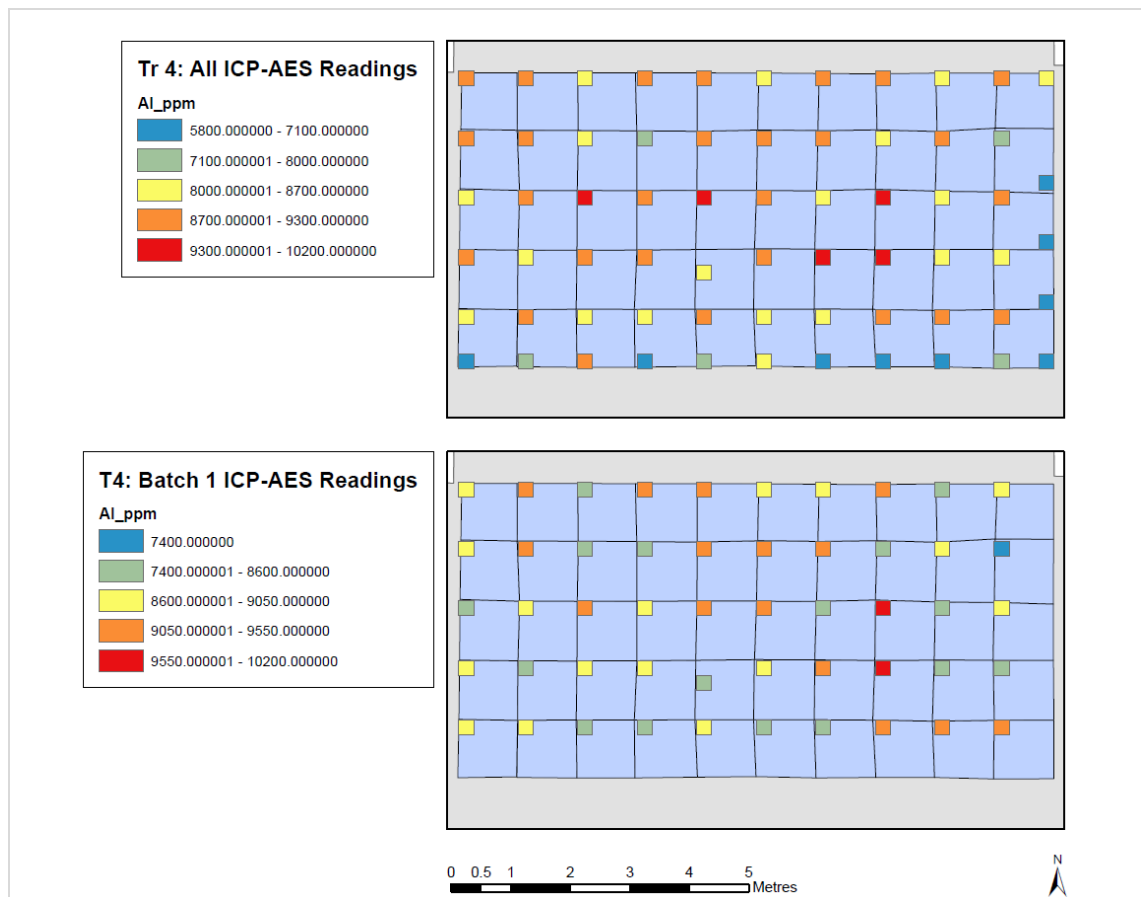 Tr 4: All ICP-AES Readings
Al_ppm
5800.000000 - 7100.000000
7100.000001 - 8000.000000
8000.000001 - 8700.000000
8700.000001 - 9300.000000
9300.000001 - 10200.000000
T4: Batch 1 ICP-AES Readings
Al_ppm
7400.000000
7400.000001 - 8600.000000
8600.000001 - 9050.000000
9050.000001 - 9550.000000
9550.000001 - 10200.000000
0 0.5 1 2 3 4 5
Metres
N